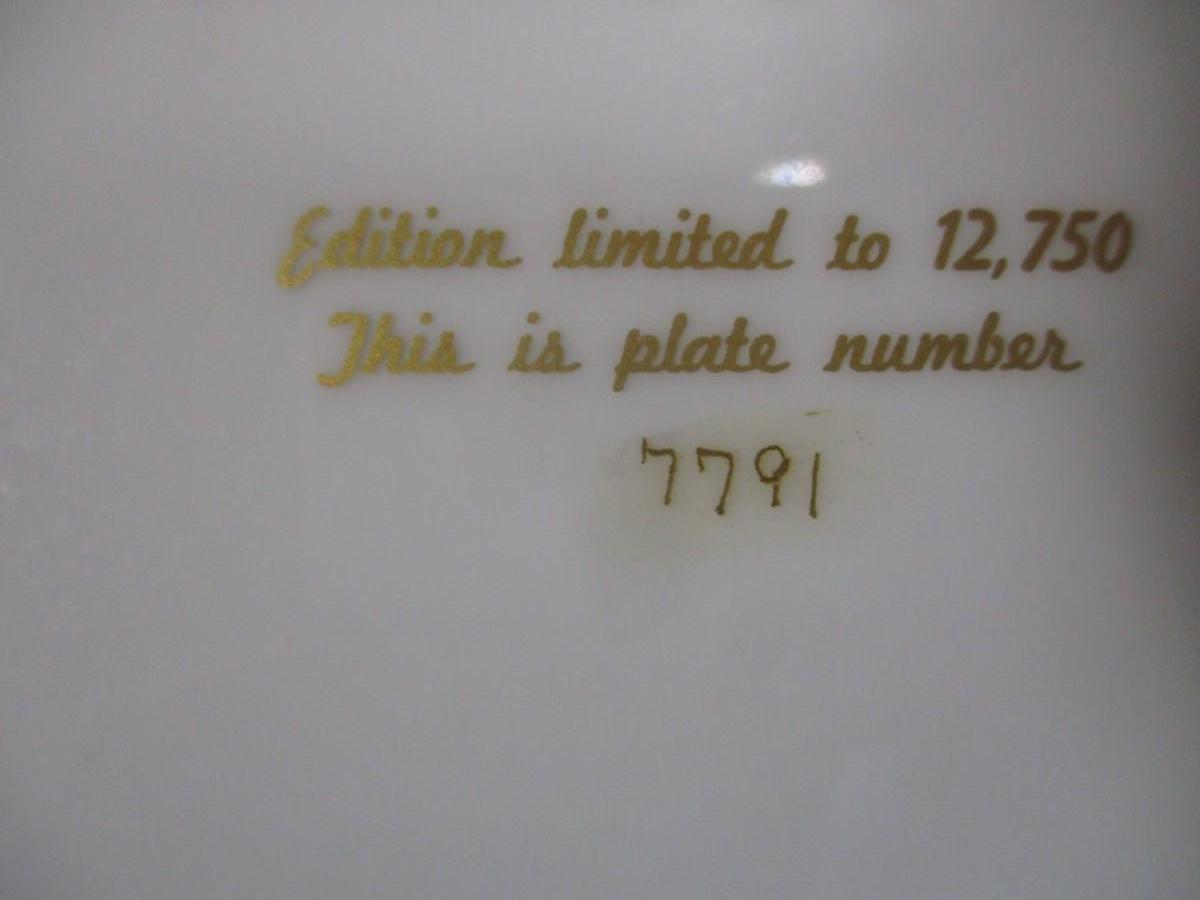 Edition limited to 12,750
This is plate number
7791